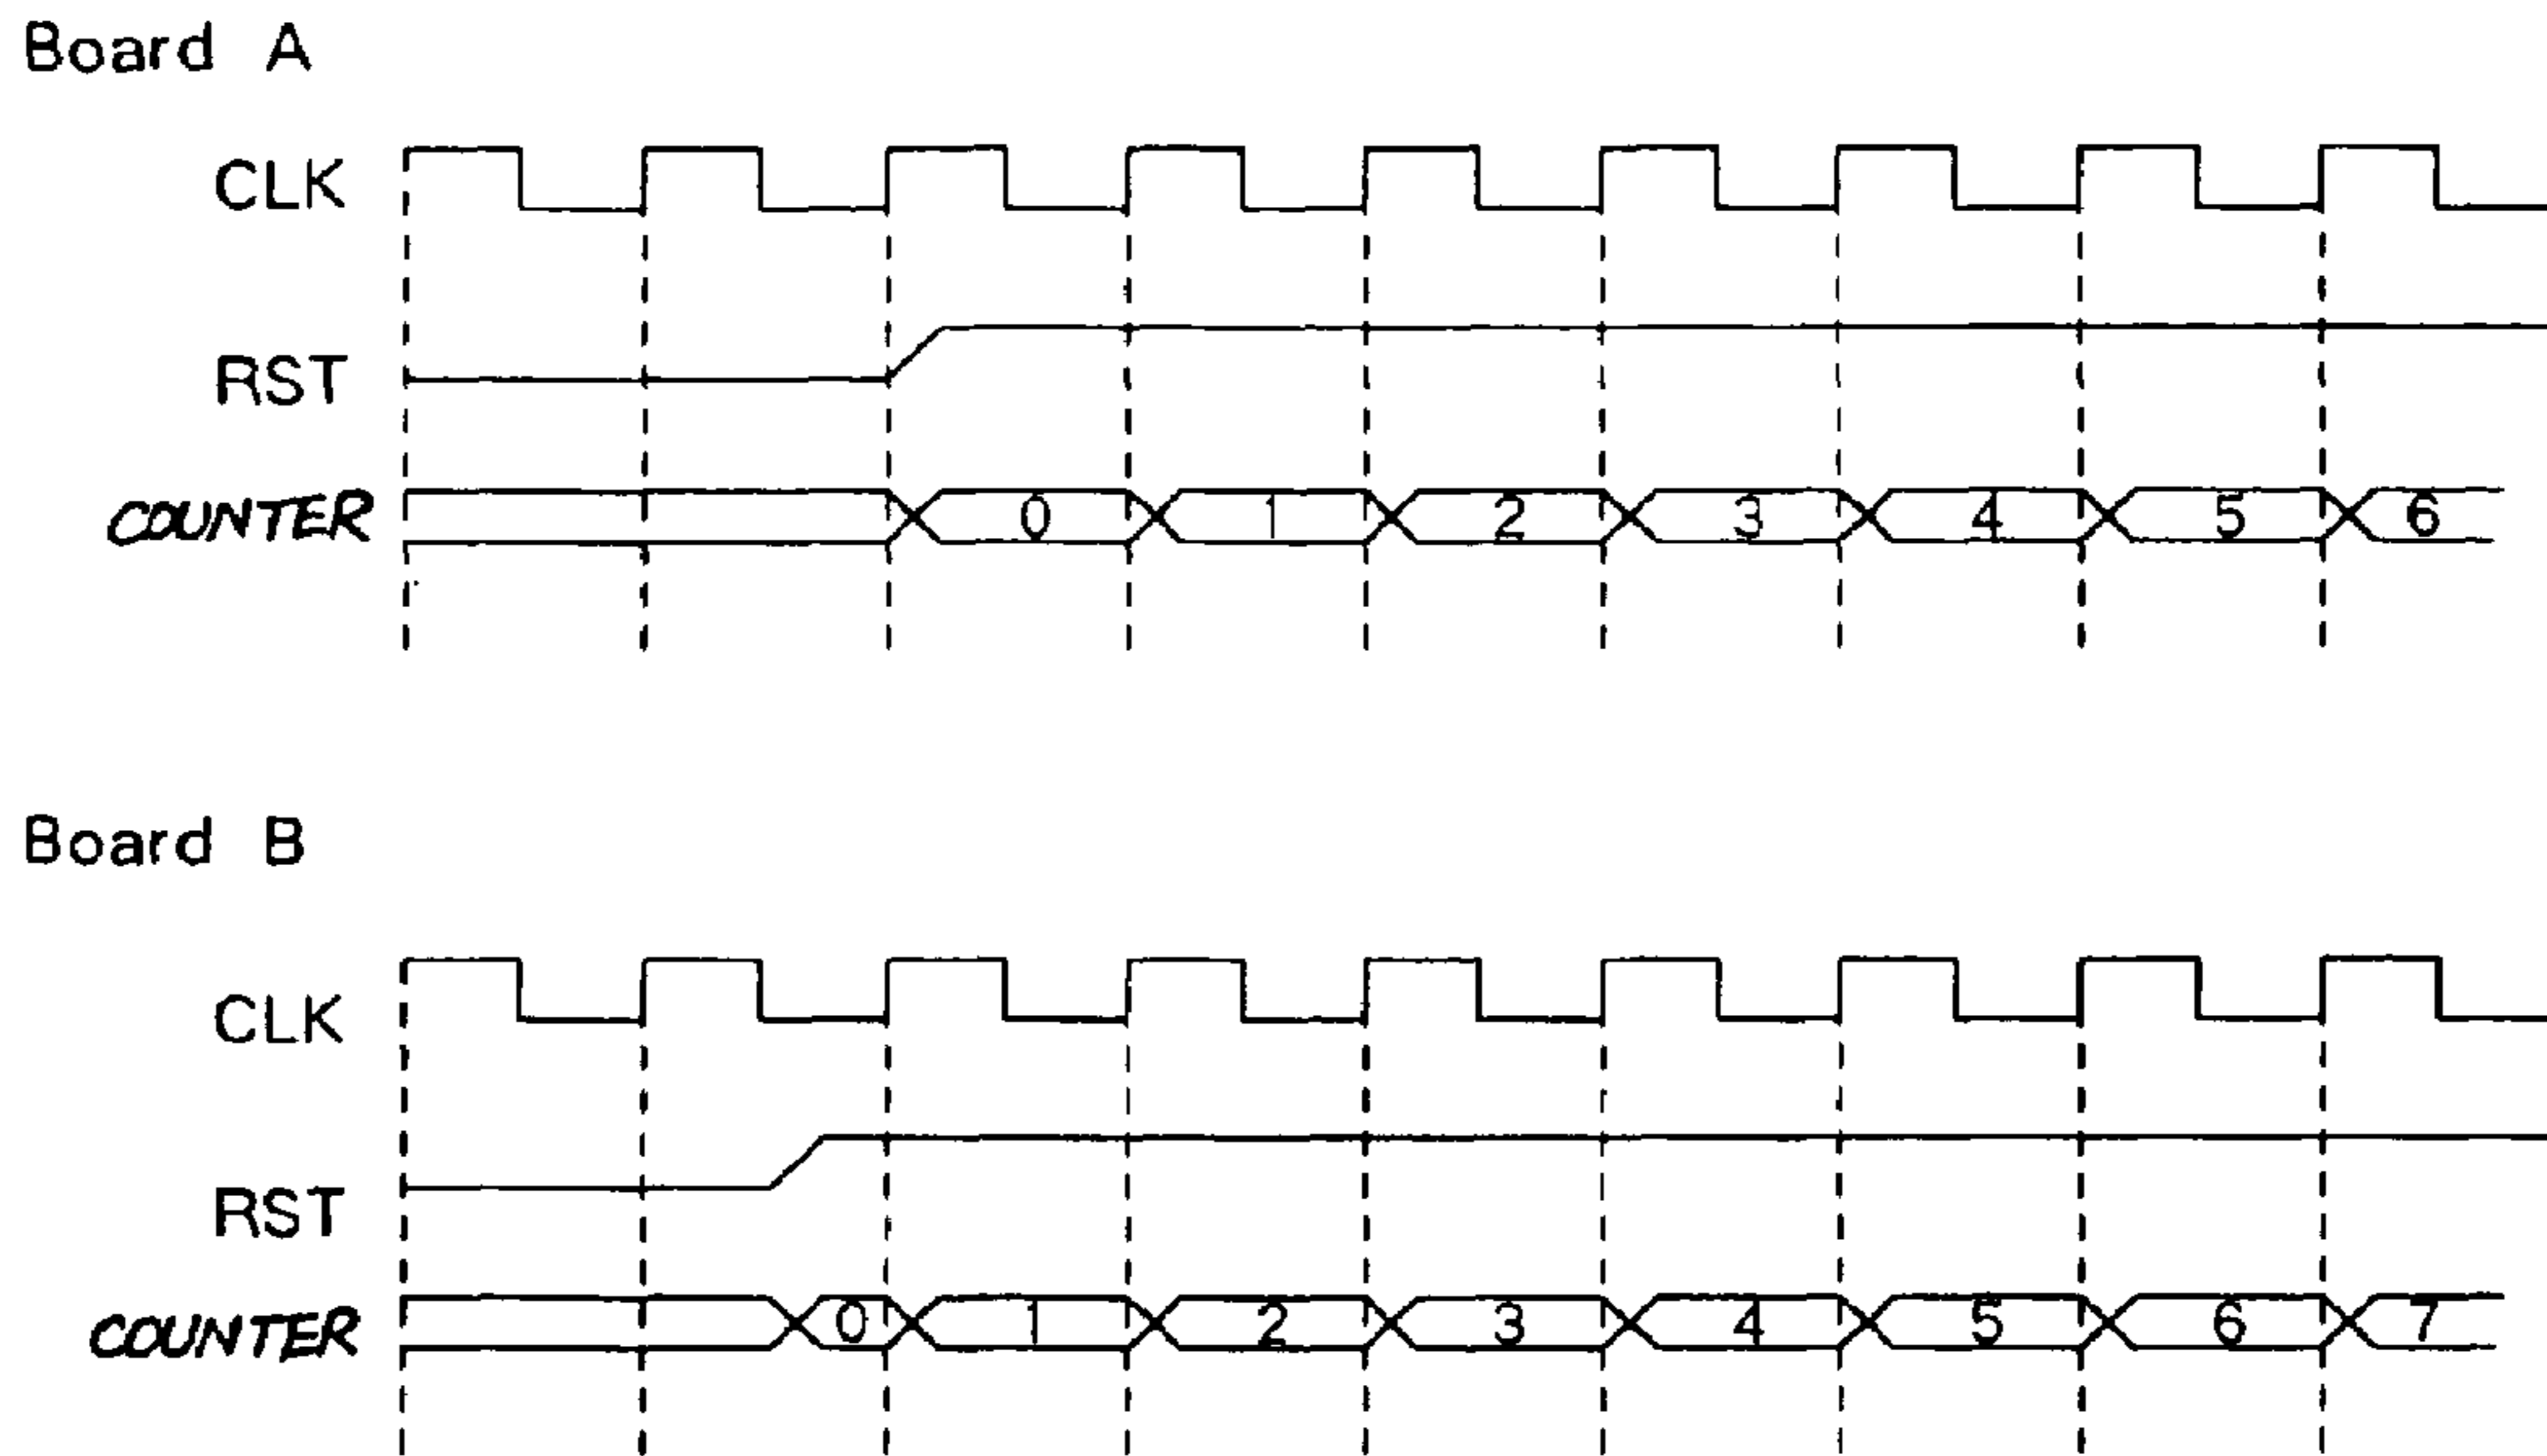 Board A
CLK
RST
COUNTER 0 1 2 3 4 5 6
Board B
CLK
RST
COUNTER 0 1 2 3 4 5 6 7